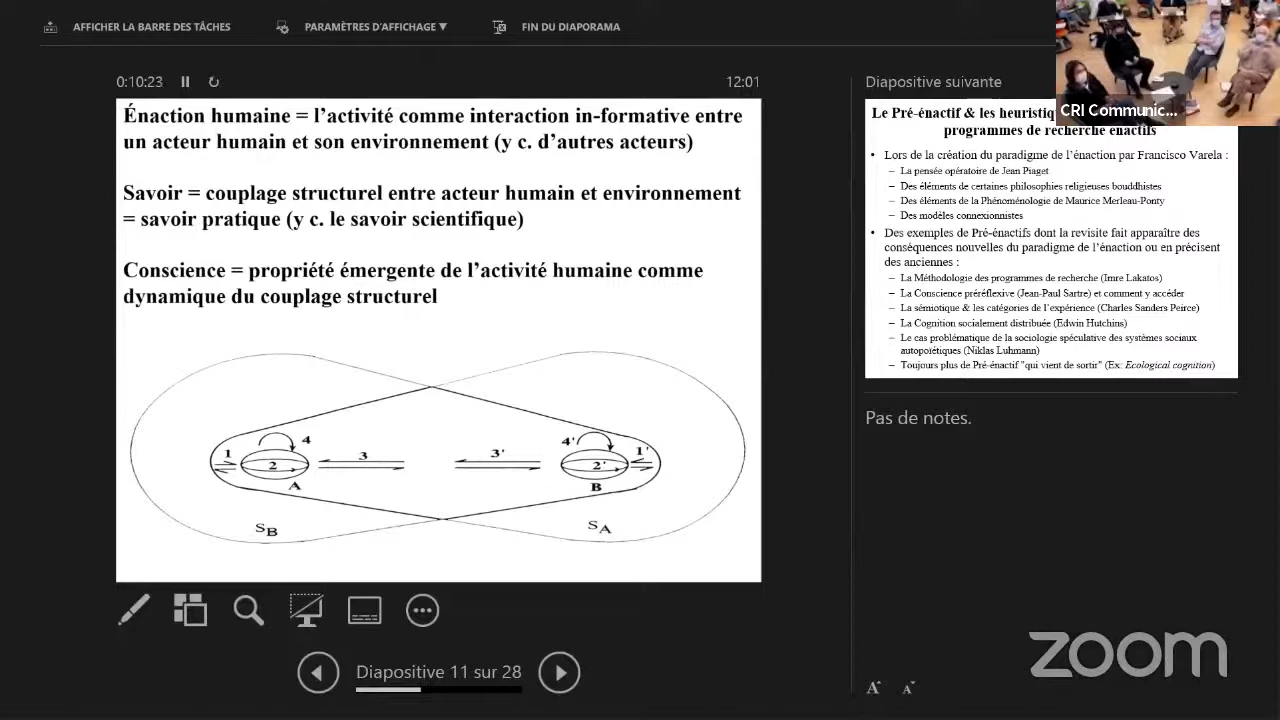 AFFICHER LA BARRE DES TÂCHES
PARAMÈTRES D'AFFICHAGE ▼
FIN DU DIAPORAMA
0:10:23
12:01
Énaction humaine = l'activité comme interaction in-formative entre
un acteur humain et son environnement (y c. d'autres acteurs)
Savoir = couplage structurel entre acteur humain et environnement
= savoir pratique (y c. le savoir scientifique)
Conscience = propriété émergente de l'activité humaine comme
dynamique du couplage structurel
1
2
3
4
A
3'
4'
2'
1'
B
SB
SA
Diapositive 11 sur 28
Diapositive suivante
CRI Communic...
Le Pré-énactif & les heuristiq
programmes de recherche énactifs
• Lors de la création du paradigme de l'énaction par Francisco Varela :
– La pensée opératoire de Jean Piaget
– Des éléments de certaines philosophies religieuses bouddhistes
– Des éléments de la Phénoménologie de Maurice Merleau-Ponty
– Des modèles connexionnistes
• Des exemples de Pré-énactifs dont la revisite fait apparaître des
conséquences nouvelles du paradigme de l'énaction ou en précisent
des anciennes :
– La Méthodologie des programmes de recherche (Imre Lakatos)
– La Conscience préréflexive (Jean-Paul Sartre) et comment y accéder
– La sémiotique & les catégories de l'expérience (Charles Sanders Peirce)
– La Cognition socialement distribuée (Edwin Hutchins)
– Le cas problématique de la sociologie spéculative des systèmes sociaux
autopoïétiques (Niklas Luhmann)
– Toujours plus de Pré-énactif "qui vient de sortir" (Ex: Ecological cognition)
Pas de notes.
A A
zoom